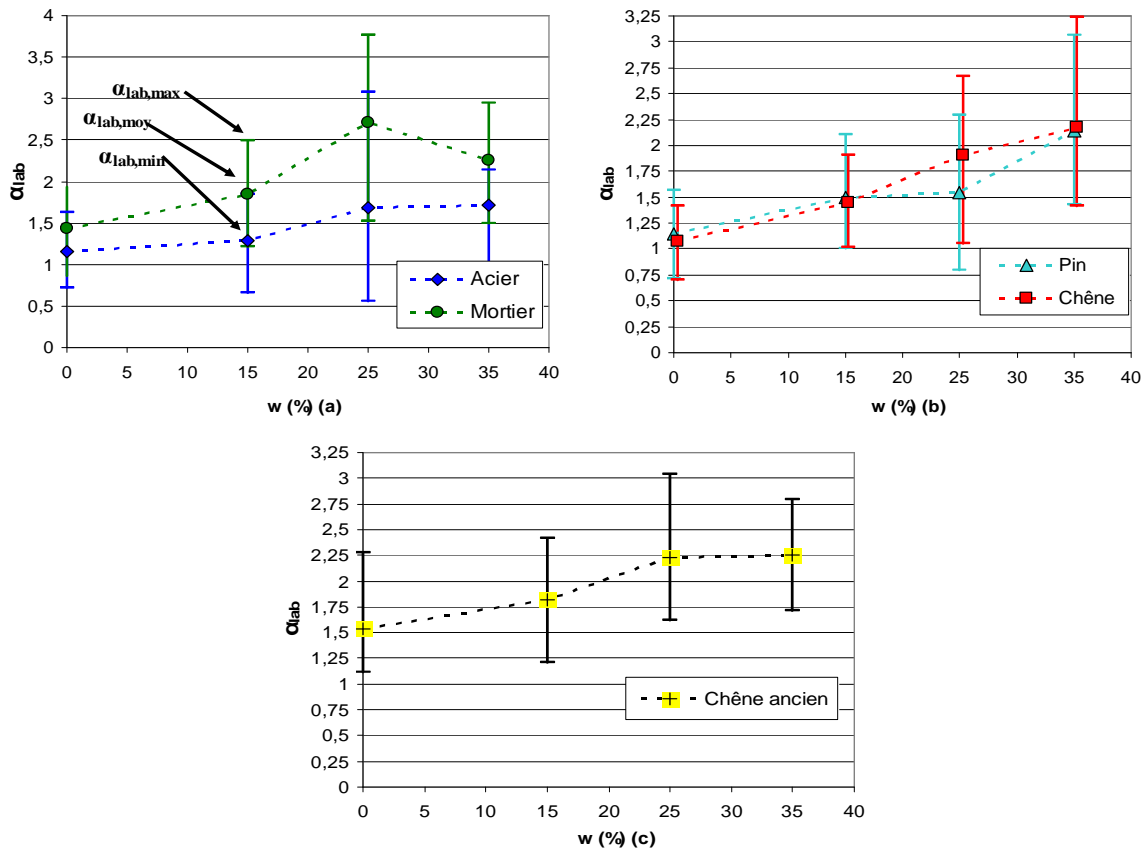 4
3,5
3
2,5
2
1,5
1
0,5
0
αlab
αlab,max
αlab,moy
αlab,min
Acier
Mortier
0 5 10 15 20 25 30 35 40
w (%) (a)
3,25
3
2,75
2,5
2,25
2
1,75
1,5
1,25
1
0,75
0,5
0,25
0
αlab
Pin
Chêne
0 5 10 15 20 25 30 35 40
w (%) (b)
3,25
3
2,75
2,5
2,25
2
1,75
1,5
1,25
1
0,75
0,5
0,25
0
αlab
Chêne ancien
0 5 10 15 20 25 30 35 40
w (%) (c)